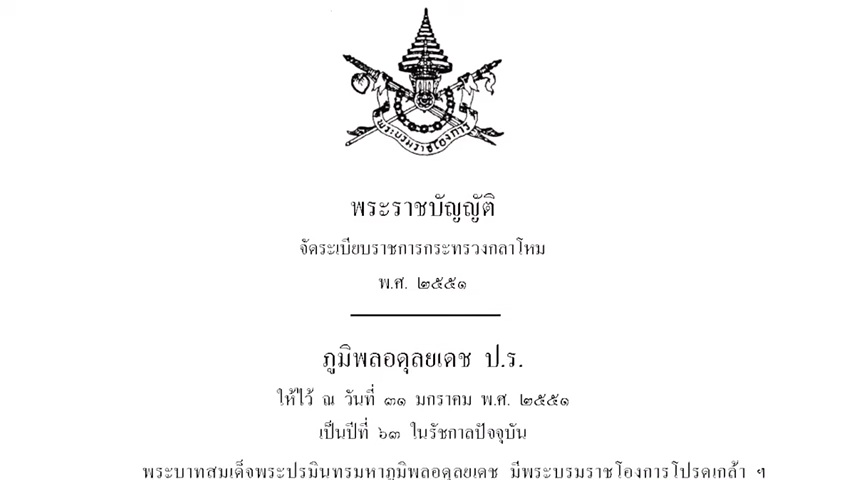 พระบรมราชโองการ
พระราชบัญญัติ
จัดระเบียบราชการกระทรวงกลาโหม
พ.ศ. ๒๕๕๑
ภูมิพลอดุลยเดช ป.ร.
ให้ไว้ ณ วันที่ ๓๑ มกราคม พ.ศ. ๒๕๕๑
เป็นปีที่ ๖๓ ในรัชกาลปัจจุบัน
พระบาทสมเด็จพระปรมินทรมหาภูมิพลอดุลยเดช มีพระบรมราชโองการโปรดเกล้า ฯ